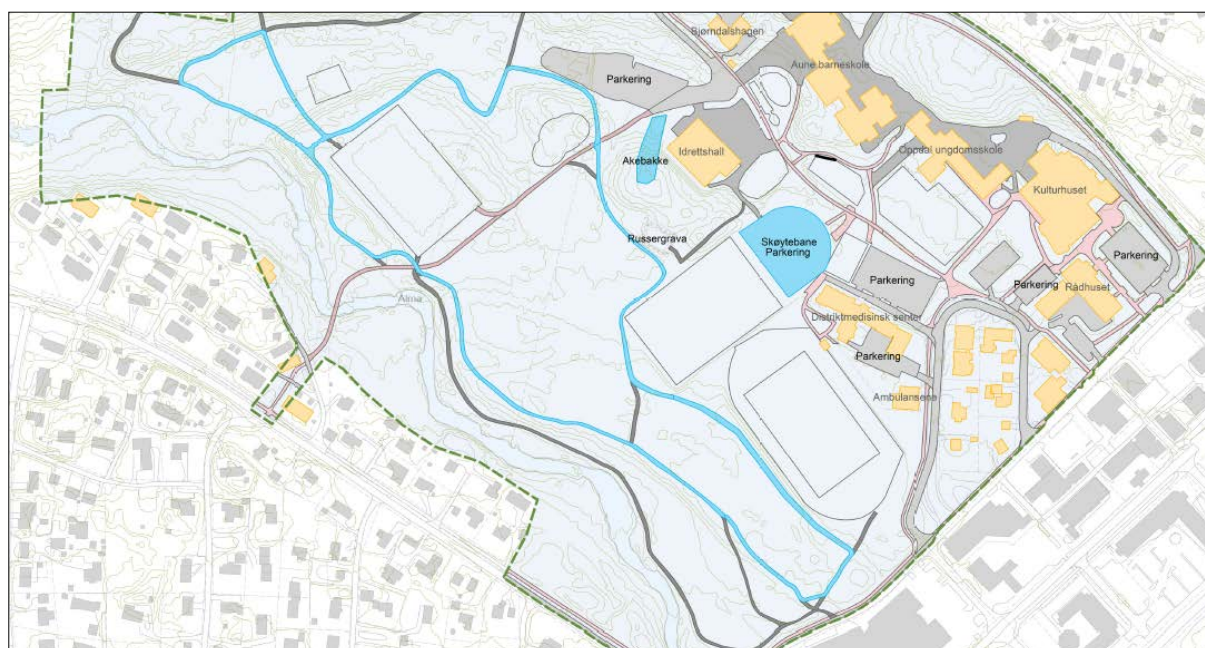 Bjørndalshagen
Aune barneskole
Parkering
Akebakke
Idrettshall
Oppdal ungdomsskole
Kulturhuset
Russergrava
Skøytebane
Parkering
Parkering
Parkering
Parkering
Rådhuset
Alma
Distriktmedisinsk senter
Parkering
Ambulansene